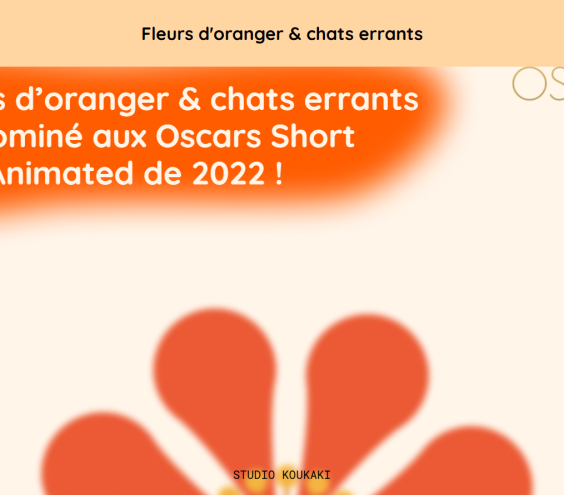 Fleurs d'oranger & chats errants
OS
s d’oranger & chats errants
ominé aux Oscars Short
Animated de 2022 !
STUDIO KOUKAKI